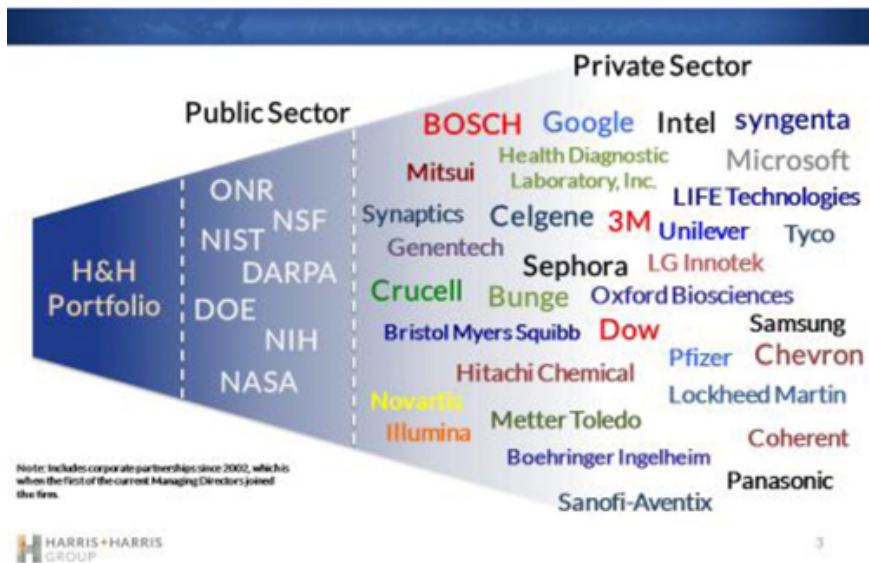 Private Sector
Public Sector
BOSCH Google Intel syngenta
Health Diagnostic
Laboratory, Inc.
Mitsui
Microsoft
LIFE Technologies
ONR
NSF
NIST
DARPA
DOE
NIH
NASA
H&H
Portfolio
Synaptics Celgene 3M Unilever Tyco
Genentech
Sephora LG Innotek
Crucell Bunge Oxford Biosciences
Bristol Myers Squibb Dow Samsung
Pfizer Chevron
Hitachi Chemical
Lockheed Martin
Novartis
Metter Toledo
Illumina
Coherent
Boehringer Ingelheim
Panasonic
Sanofi-Aventix
Note: Includes corporate partnerships since 2002, which is
when the first of the current Managing Directors joined
the firm.
HARRIS+HARRIS
GROUP
3